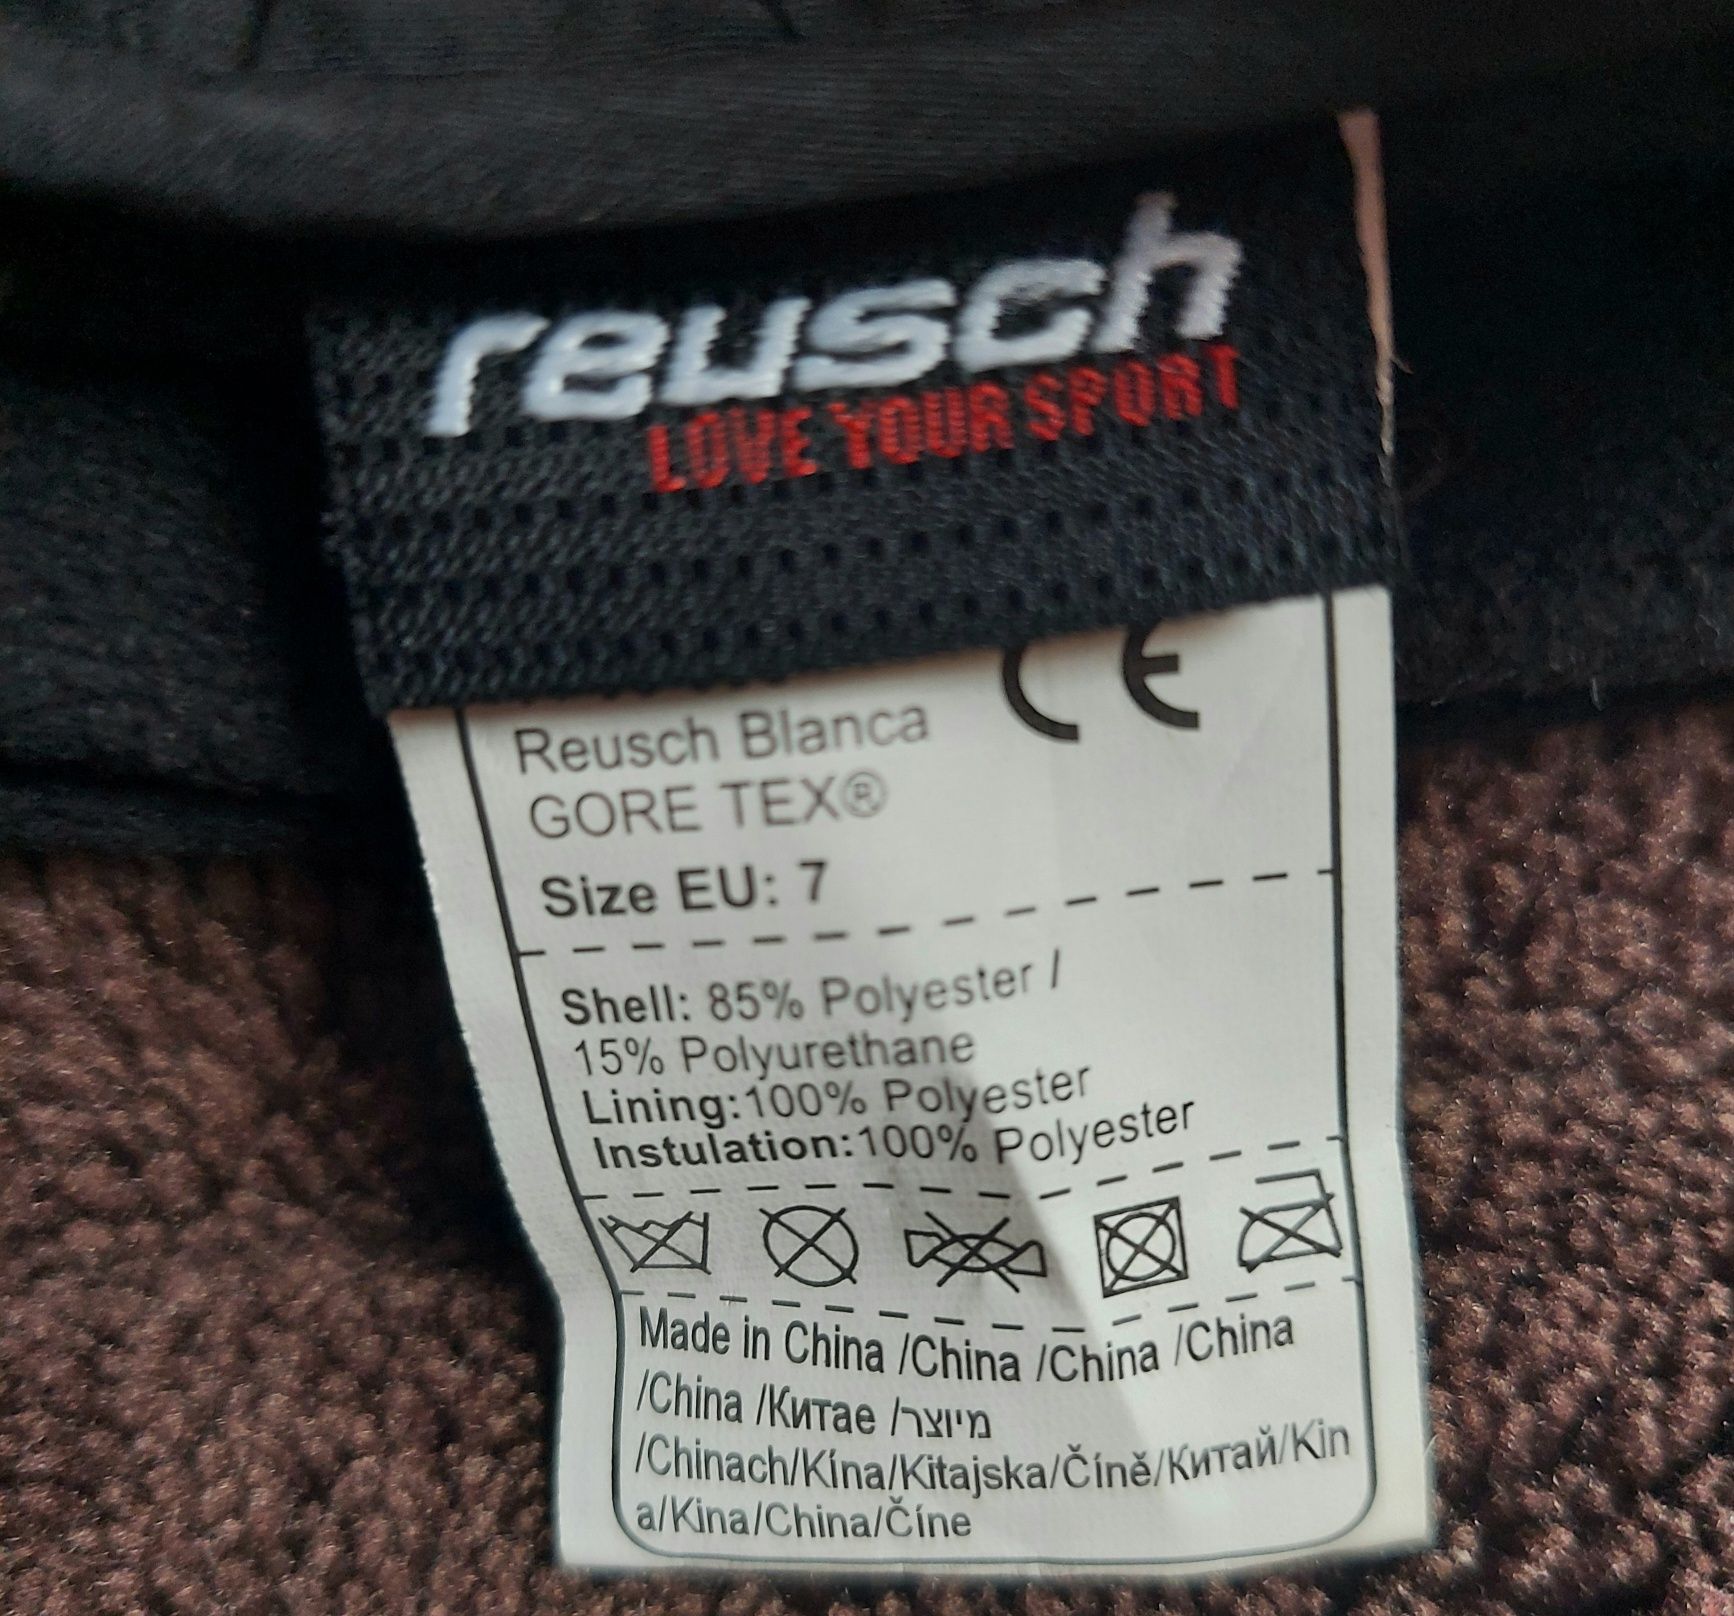 reusch
LOVE YOUR SPORT
CE
Reusch Blanca
GORE TEX®
Size EU: 7
Shell: 85% Polyester /
15% Polyurethane
Lining:100% Polyester
Instulation:100% Polyester
Made in China /China /China /China
/China /Китае /מיוצר
/Chinach/Kína/Kitajska/Číně/Китай/Kin
a/Kina/China/Číne